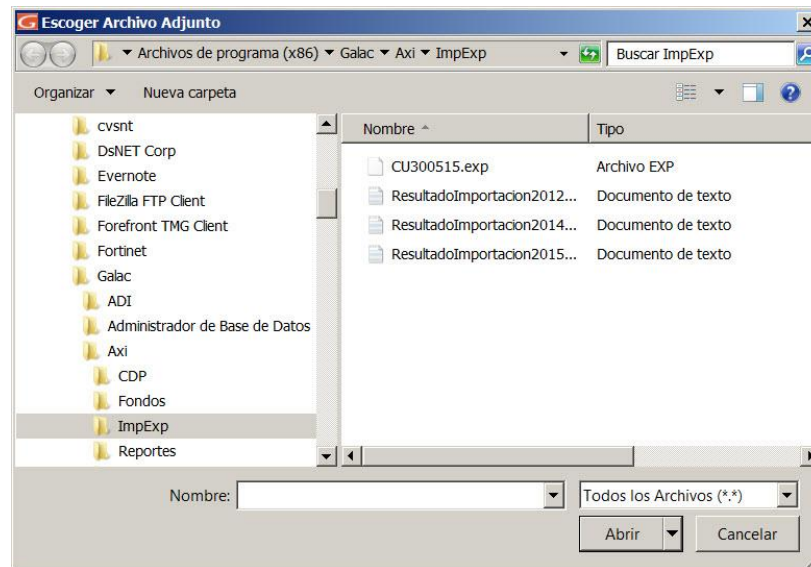 Escoger Archivo Adjunto
Archivos de programa (x86) Galac Axi ImpExp
Buscar ImpExp
Organizar Nueva carpeta
cvsnt
DsNET Corp
Evernote
FileZilla FTP Client
Forefront TMG Client
Fortinet
Galac
ADI
Administrador de Base de Datos
Axi
CDP
Fondos
ImpExp
Reportes
Nombre Tipo
CU300515.exp Archivo EXP
ResultadoImportacion2012... Documento de texto
ResultadoImportacion2014... Documento de texto
ResultadoImportacion2015... Documento de texto
Nombre: Todos los Archivos (*.*)
Abrir Cancelar